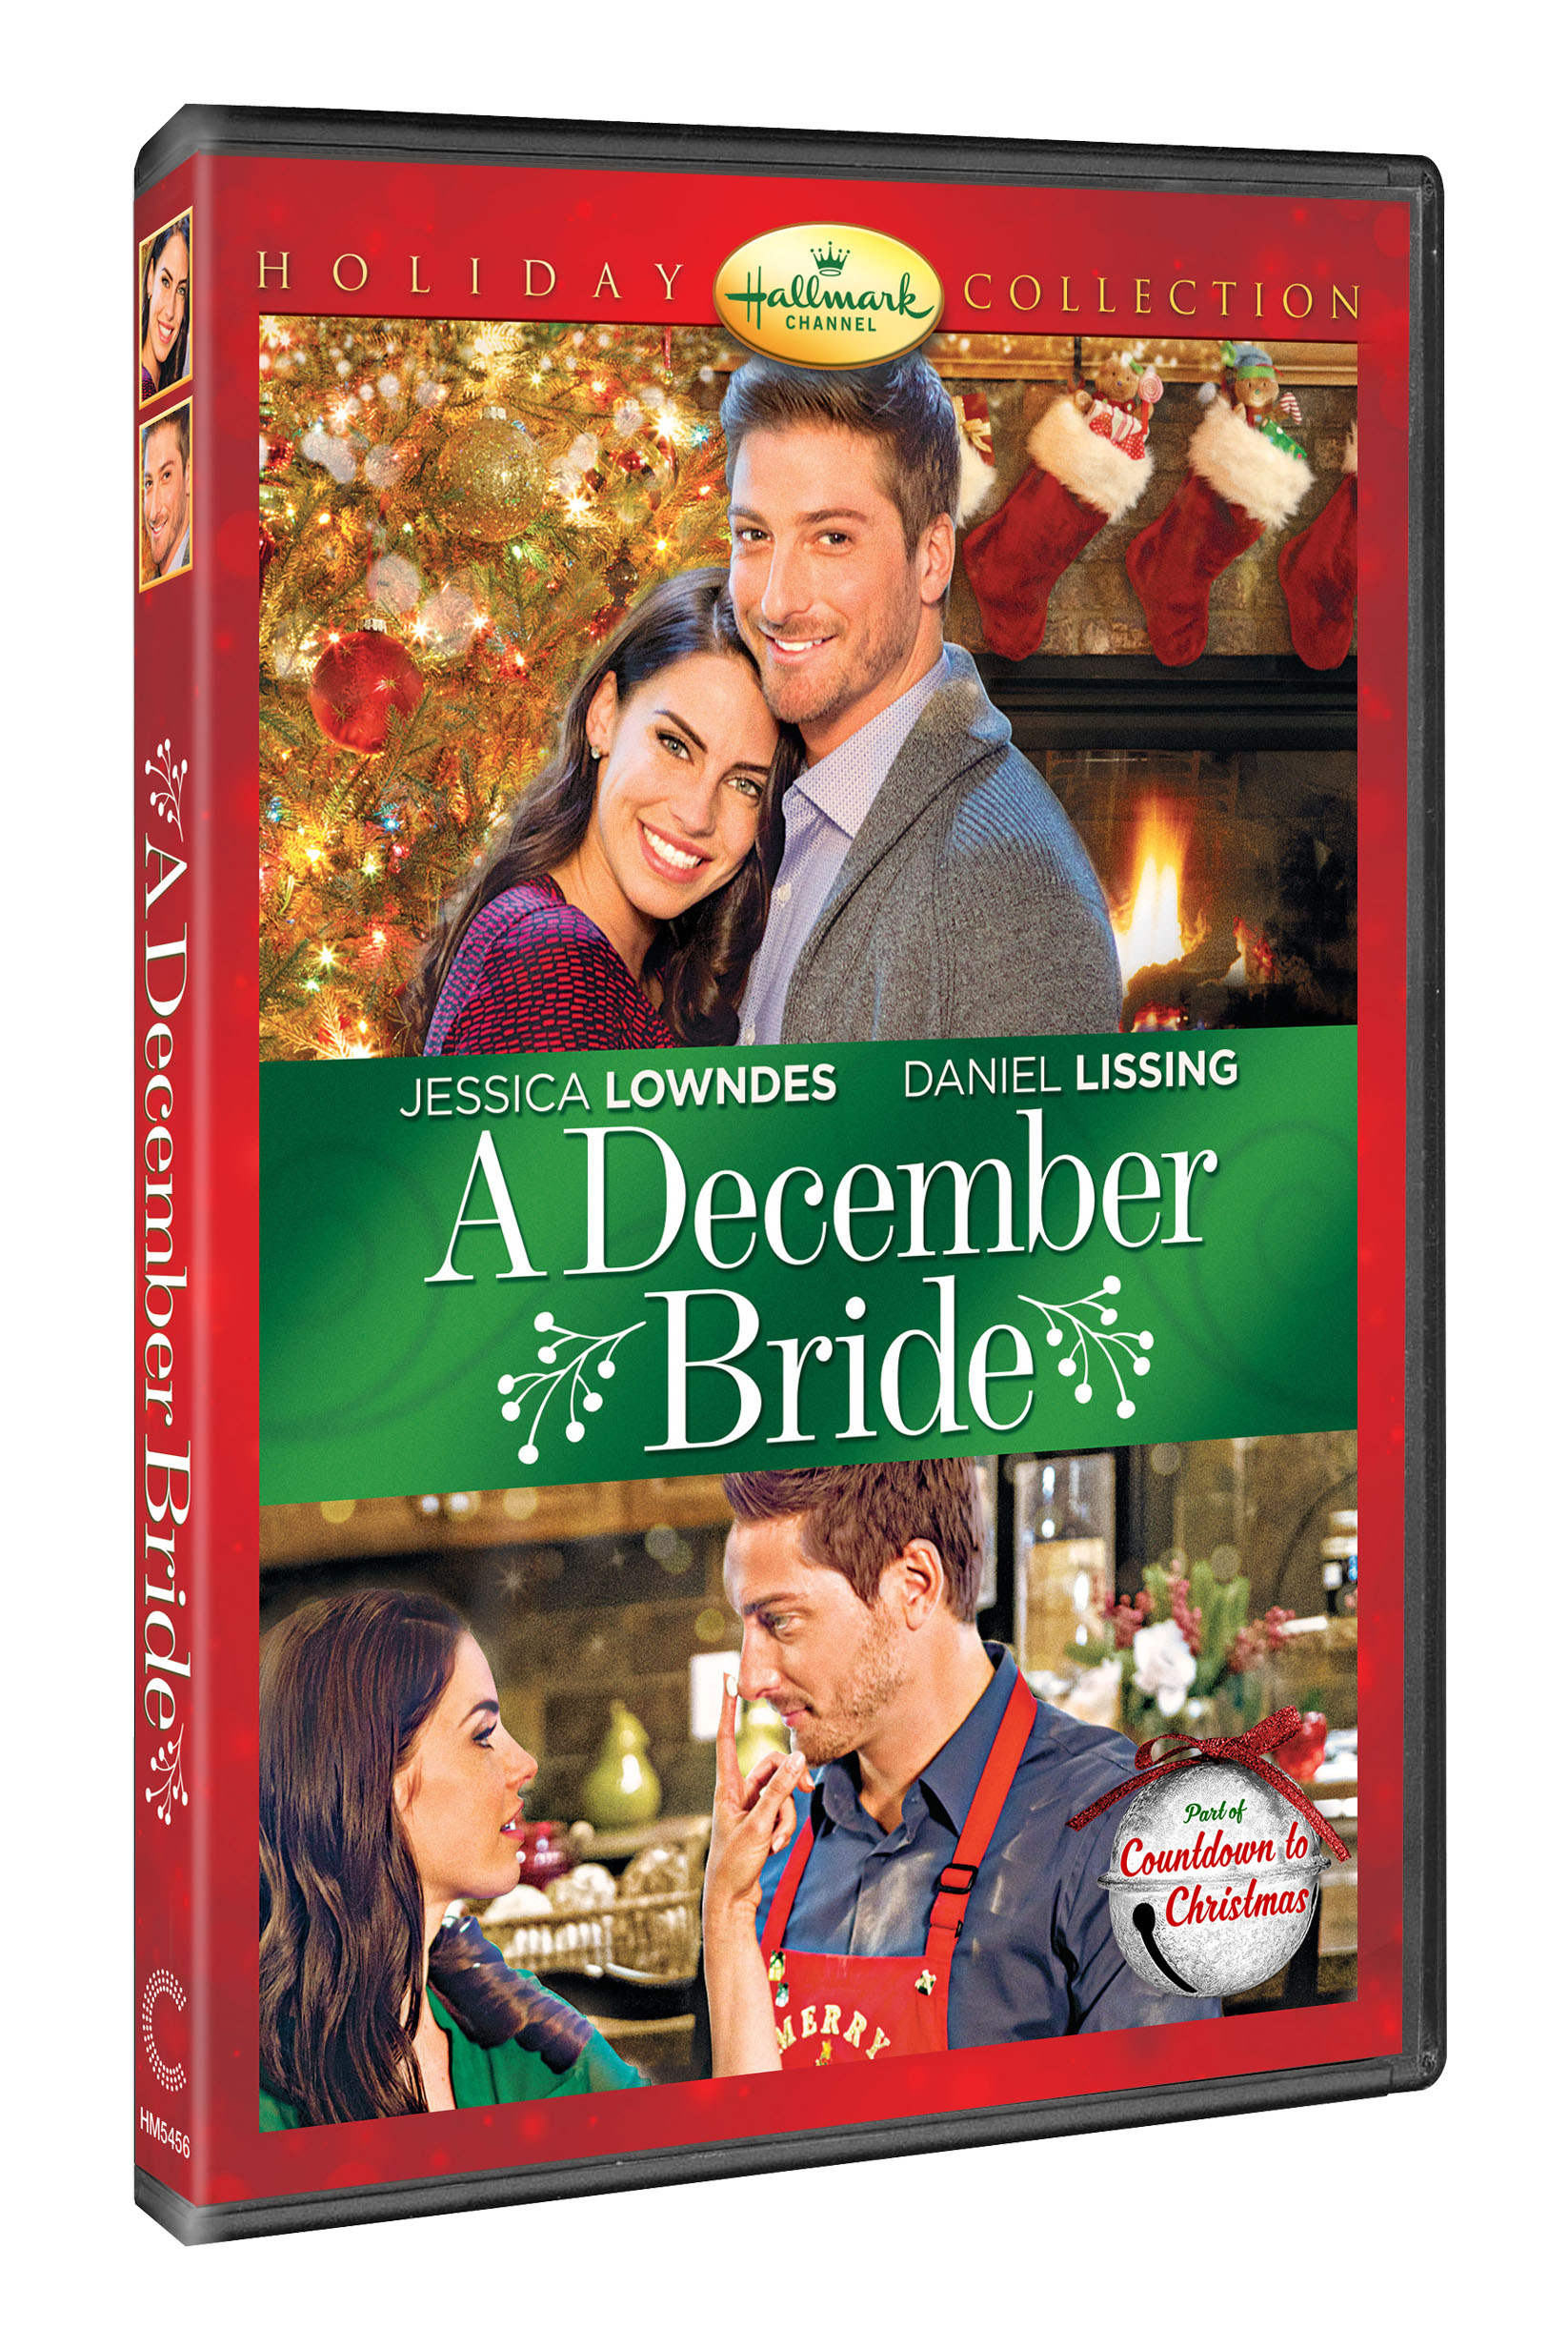 HOLIDAY Hallmark COLLECTION
CHANNEL
JESSICA LOWNDES DANIEL LISSING
A December
Bride
Part of
Countdown to
Christmas
MERRY
A December Bride
HM5456